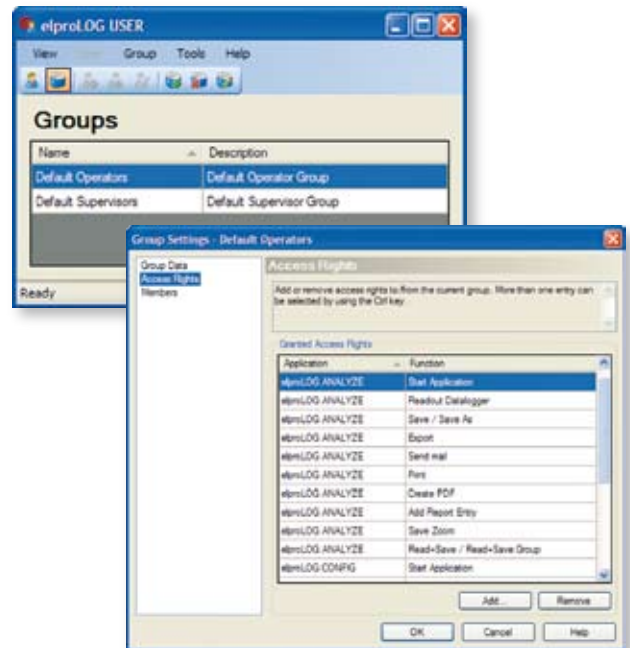 elproLOG USER
View Group Tools Help
Groups
Name Description
Default Operators Default Operator Group
Default Supervisors Default Supervisor Group
Ready
Group Settings - Default Operators
Group Data
Access Rights
Members
Access Rights
Add or remove access rights to /from the current group. More than one entry can
be selected by using the Ctrl key.
Granted Access Rights
Application Function
elproLOG ANALYZE Start Application
elproLOG ANALYZE Readout Datalogger
elproLOG ANALYZE Save / Save As
elproLOG ANALYZE Export
elproLOG ANALYZE Send mail
elproLOG ANALYZE Print
elproLOG ANALYZE Create PDF
elproLOG ANALYZE Add Report Entry
elproLOG ANALYZE Save Zoom
elproLOG ANALYZE Read+Save / Read+Save Group
elproLOG CONFIG Start Application
Add... Remove
OK Cancel Help